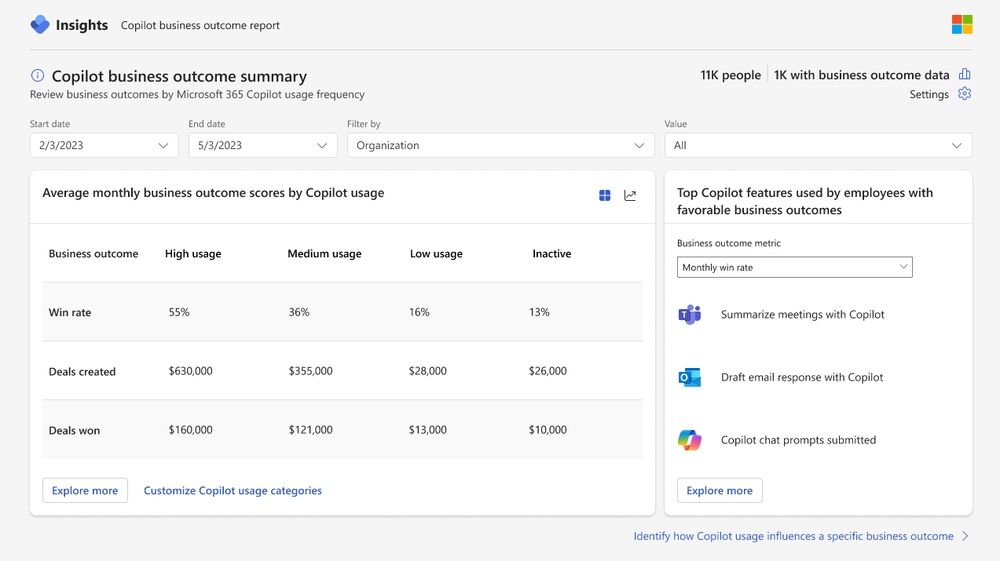 Insights Copilot business outcome report
Copilot business outcome summary
11K people 1K with business outcome data
Review business outcomes by Microsoft 365 Copilot usage frequency
Settings
Start date End date Filter by Value
2/3/2023 5/3/2023 Organization All
Average monthly business outcome scores by Copilot usage
Business outcome High usage Medium usage Low usage Inactive
Win rate 55% 36% 16% 13%
Deals created $630,000 $355,000 $28,000 $26,000
Deals won $160,000 $121,000 $13,000 $10,000
Explore more Customize Copilot usage categories
Top Copilot features used by employees with
favorable business outcomes
Business outcome metric
Monthly win rate
Summarize meetings with Copilot
Draft email response with Copilot
Copilot chat prompts submitted
Explore more
Identify how Copilot usage influences a specific business outcome